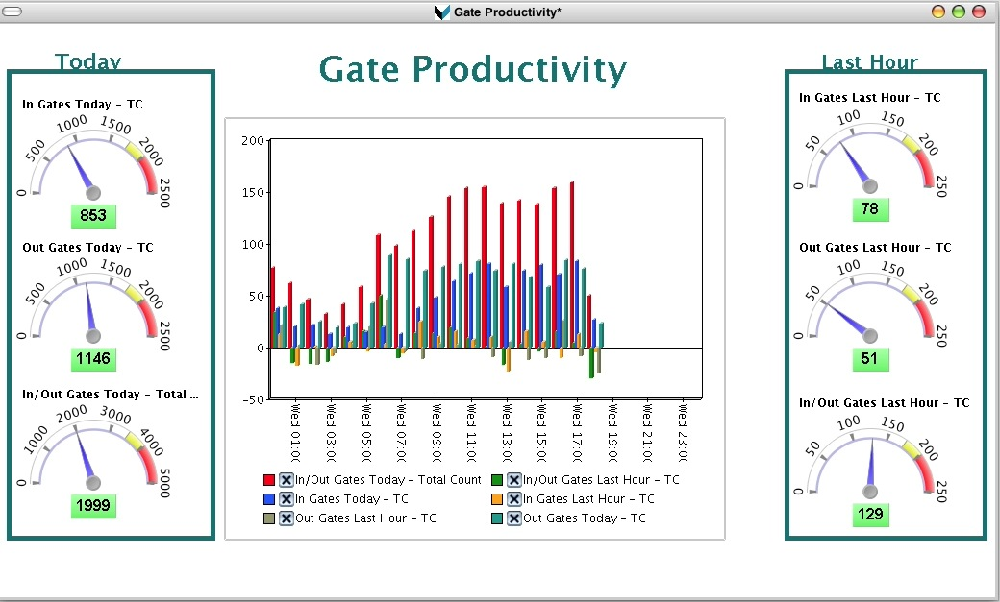 Gate Productivity*
Today
Gate Productivity
Last Hour
In Gates Today - TC
0 500 1000 1500 2000 2500
853
Out Gates Today - TC
0 500 1000 1500 2000 2500
1146
In/Out Gates Today - Total ...
0 1000 2000 3000 4000 5000
1999
200
150
100
50
0
-50
Wed 01:0
Wed 03:0
Wed 05:0
Wed 07:0
Wed 09:0
Wed 11:0
Wed 13:0
Wed 15:0
Wed 17:0
Wed 19:0
Wed 21:0
Wed 23:0
In/Out Gates Today - Total Count
In/Out Gates Last Hour - TC
In Gates Today - TC
In Gates Last Hour - TC
Out Gates Last Hour - TC
Out Gates Today - TC
In Gates Last Hour - TC
0 50 100 150 200 250
78
Out Gates Last Hour - TC
0 50 100 150 200 250
51
In/Out Gates Last Hour - TC
0 50 100 150 200 250
129